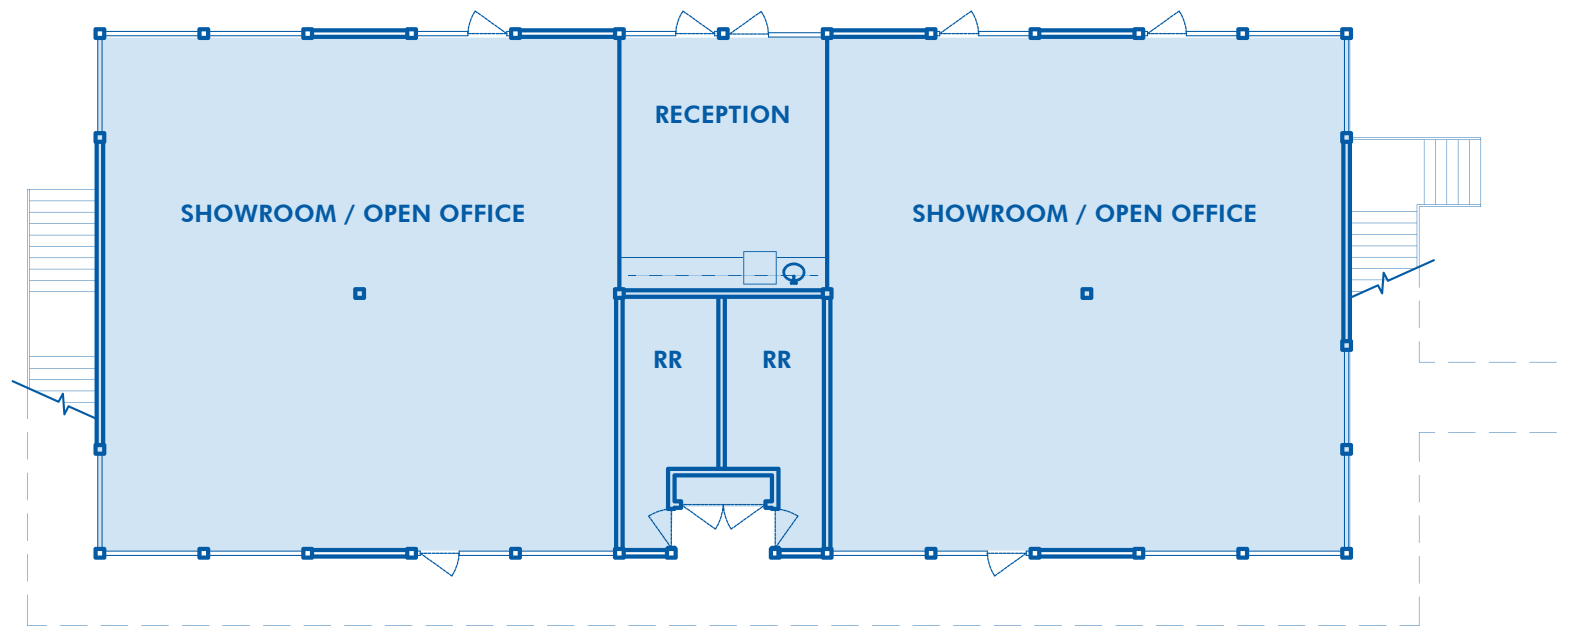 RECEPTION
SHOWROOM / OPEN OFFICE
SHOWROOM / OPEN OFFICE
RR
RR